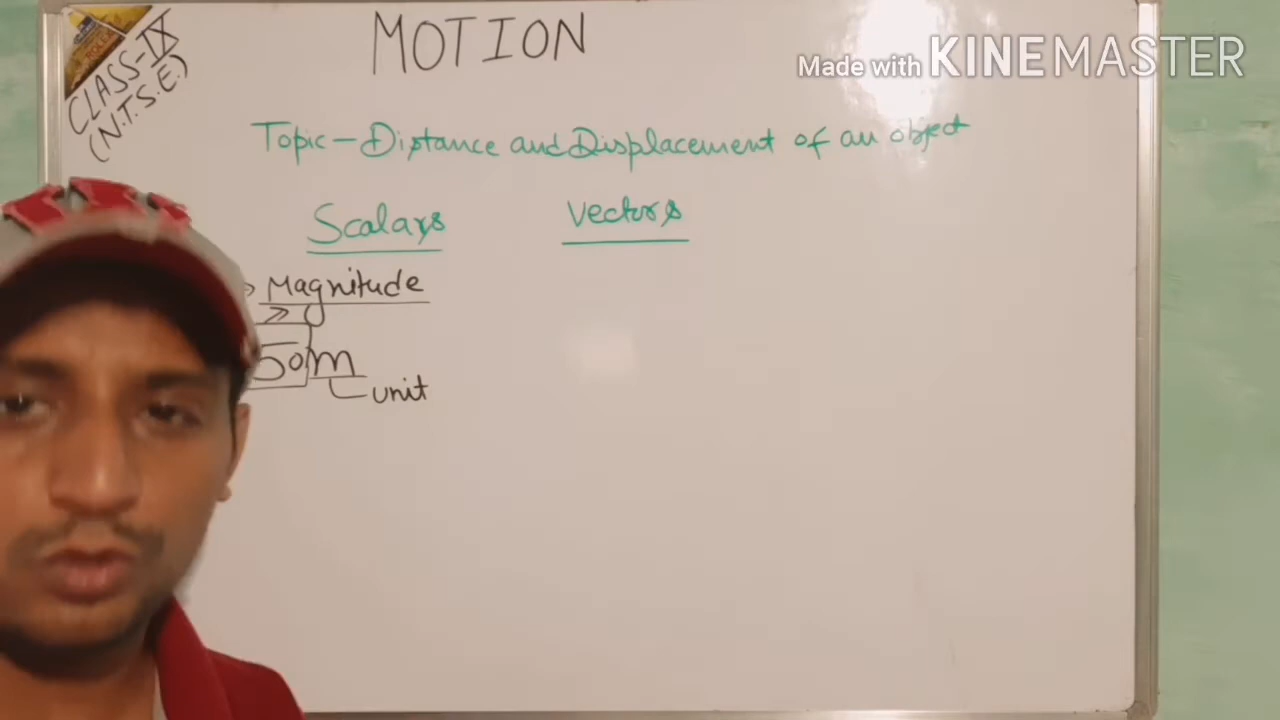 CLASS-IX
(N.T.S.E.)
MOTION
Made with KINEMASTER
Topic - Distance and Displacement of an object
Scalars
Vectors
Magnitude
50m
unit